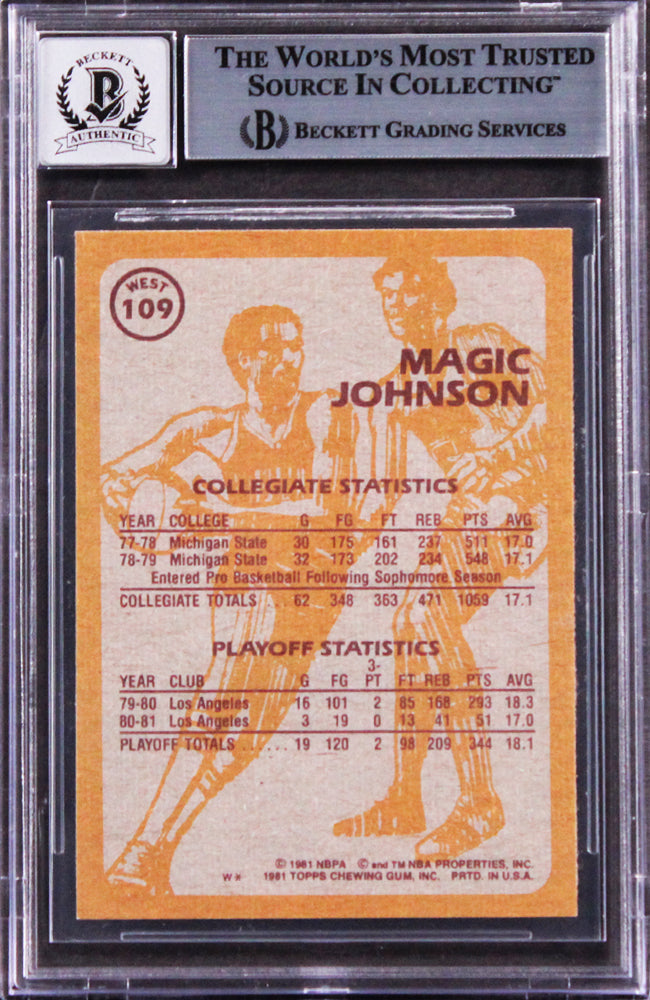 BECKETT
B
AUTHENTIC
THE WORLD'S MOST TRUSTED
SOURCE IN COLLECTING™
B BECKETT GRADING SERVICES
WEST
109
MAGIC
JOHNSON
COLLEGIATE STATISTICS
YEAR COLLEGE G FG FT REB PTS AVG
77-78 Michigan State 30 175 161 237 511 17.0
78-79 Michigan State 32 173 202 234 548 17.1
Entered Pro Basketball Following Sophomore Season
COLLEGIATE TOTALS . . . 62 348 363 471 1059 17.1
PLAYOFF STATISTICS
3-
YEAR CLUB G FG PT FT REB PTS AVG
79-80 Los Angeles 16 101 2 85 168 293 18.3
80-81 Los Angeles 3 19 0 13 41 51 17.0
PLAYOFF TOTALS . . . . . . 19 120 2 98 209 344 18.1
© 1981 NBPA © and TM NBA PROPERTIES, INC.
W* 1981 TOPPS CHEWING GUM, INC. PRTD. IN U.S.A.